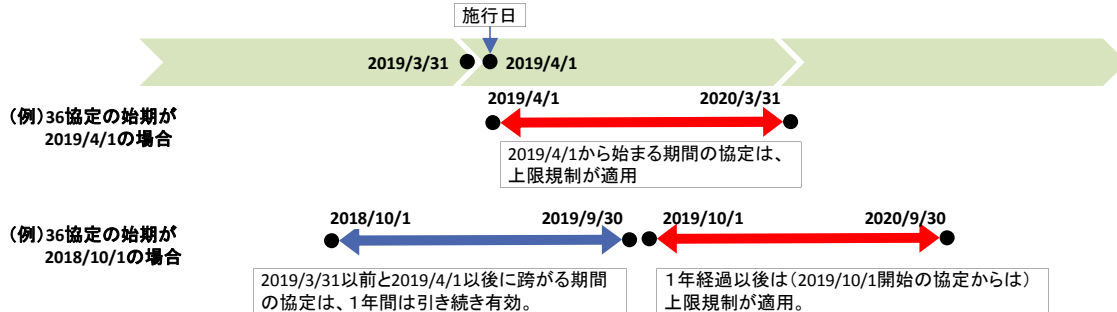 施行日
2019/3/31
2019/4/1
(例)36協定の始期が
2019/4/1の場合
2019/4/1
2020/3/31
2019/4/1から始まる期間の協定は、
上限規制が適用
(例)36協定の始期が
2018/10/1の場合
2018/10/1
2019/9/30
2019/10/1
2020/9/30
2019/3/31以前と2019/4/1以後に跨がる期間
の協定は、1年間は引き続き有効。
1年経過以後は(2019/10/1開始の協定からは)
上限規制が適用。